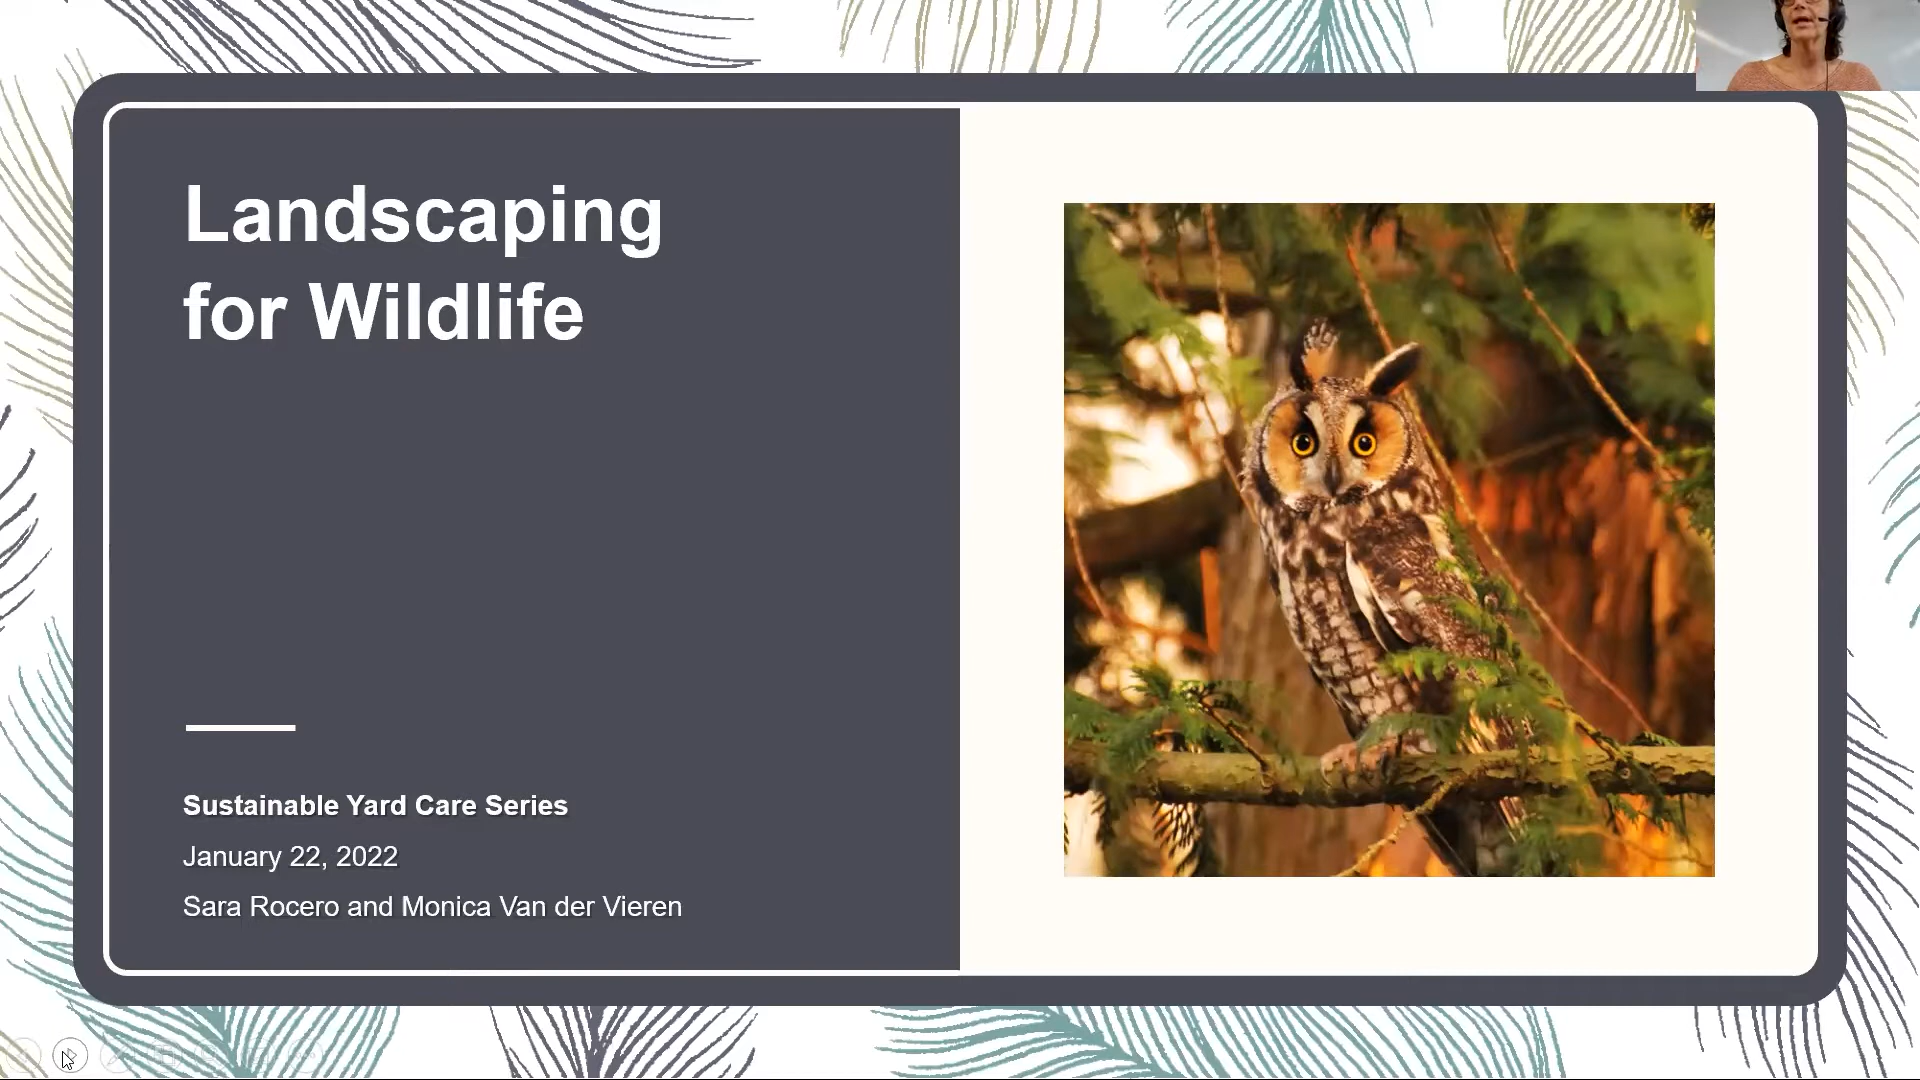 Landscaping
for Wildlife
Sustainable Yard Care Series
January 22, 2022
Sara Rocero and Monica Van der Vieren